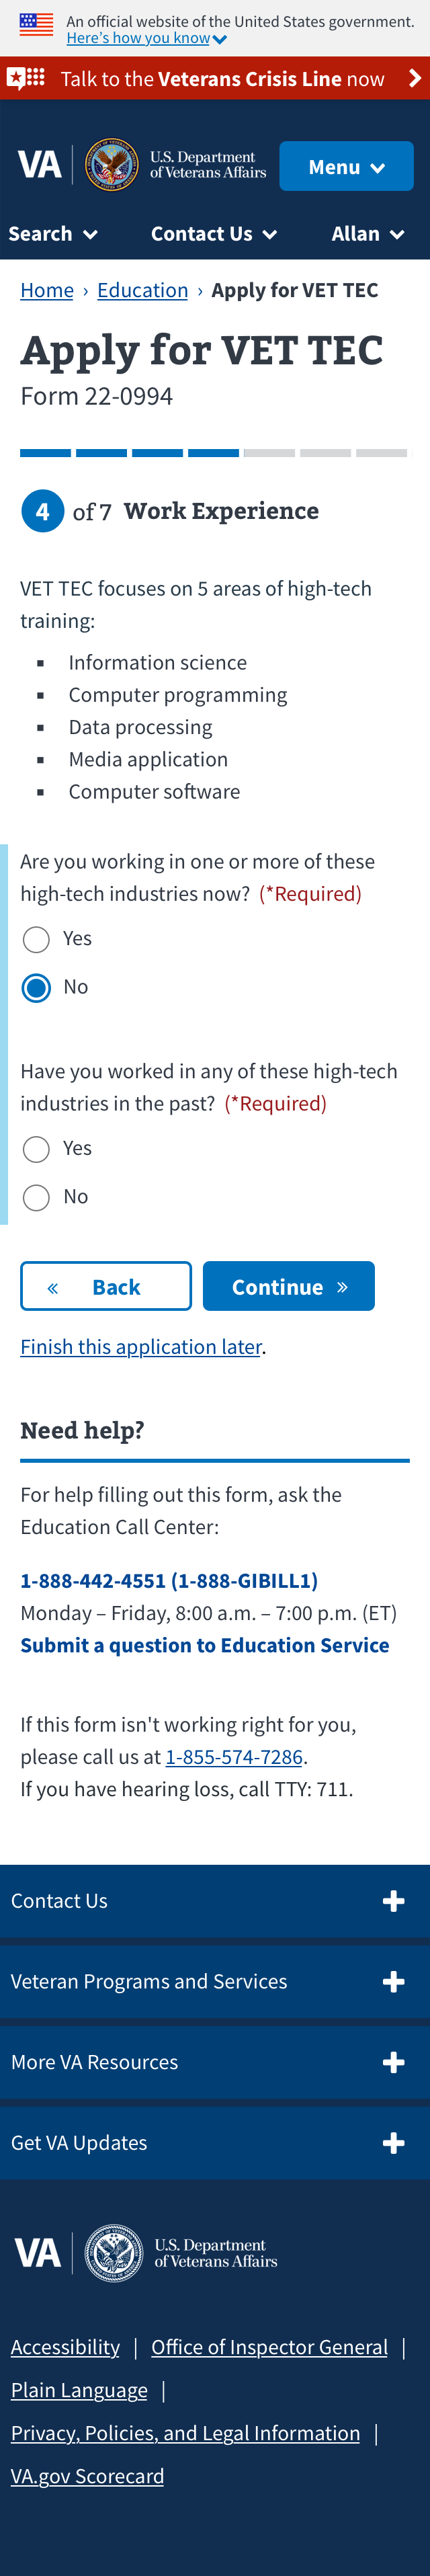 An official website of the United States government.
Here's how you know
Talk to the Veterans Crisis Line now
VA
U.S. Department
of Veterans Affairs
Menu
Search
Contact Us
Allan
Home › Education › Apply for VET TEC
Apply for VET TEC
Form 22-0994
4 of 7 Work Experience
VET TEC focuses on 5 areas of high-tech
training:
▪ Information science
▪ Computer programming
▪ Data processing
▪ Media application
▪ Computer software
Are you working in one or more of these
high-tech industries now? (*Required)
Yes
No
Have you worked in any of these high-tech
industries in the past? (*Required)
Yes
No
« Back
Continue »
Finish this application later.
Need help?
For help filling out this form, ask the
Education Call Center:
1-888-442-4551 (1-888-GIBILL1)
Monday – Friday, 8:00 a.m. – 7:00 p.m. (ET)
Submit a question to Education Service
If this form isn't working right for you,
please call us at 1-855-574-7286.
If you have hearing loss, call TTY: 711.
Contact Us
Veteran Programs and Services
More VA Resources
Get VA Updates
VA
U.S. Department
of Veterans Affairs
Accessibility | Office of Inspector General |
Plain Language |
Privacy, Policies, and Legal Information |
VA.gov Scorecard